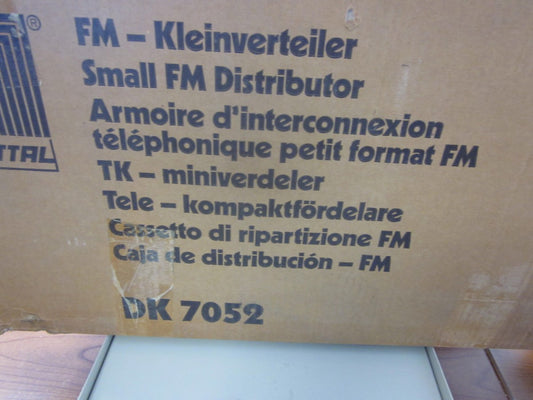 ®
FM – Kleinverteiler
Small FM Distributor
Armoire d'interconnexion
téléphonique petit format FM
TTAL
TK – miniverdeler
Tele – kompaktfördelare
Cassetto di ripartizione FM
Caja de distribución – FM
DK 7052